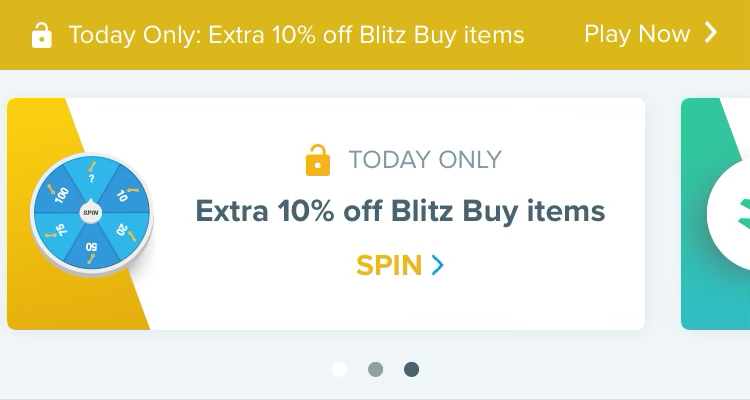 Today Only: Extra 10% off Blitz Buy items
Play Now
TODAY ONLY
Extra 10% off Blitz Buy items
SPIN
?
10
20
50
75
100
SPIN